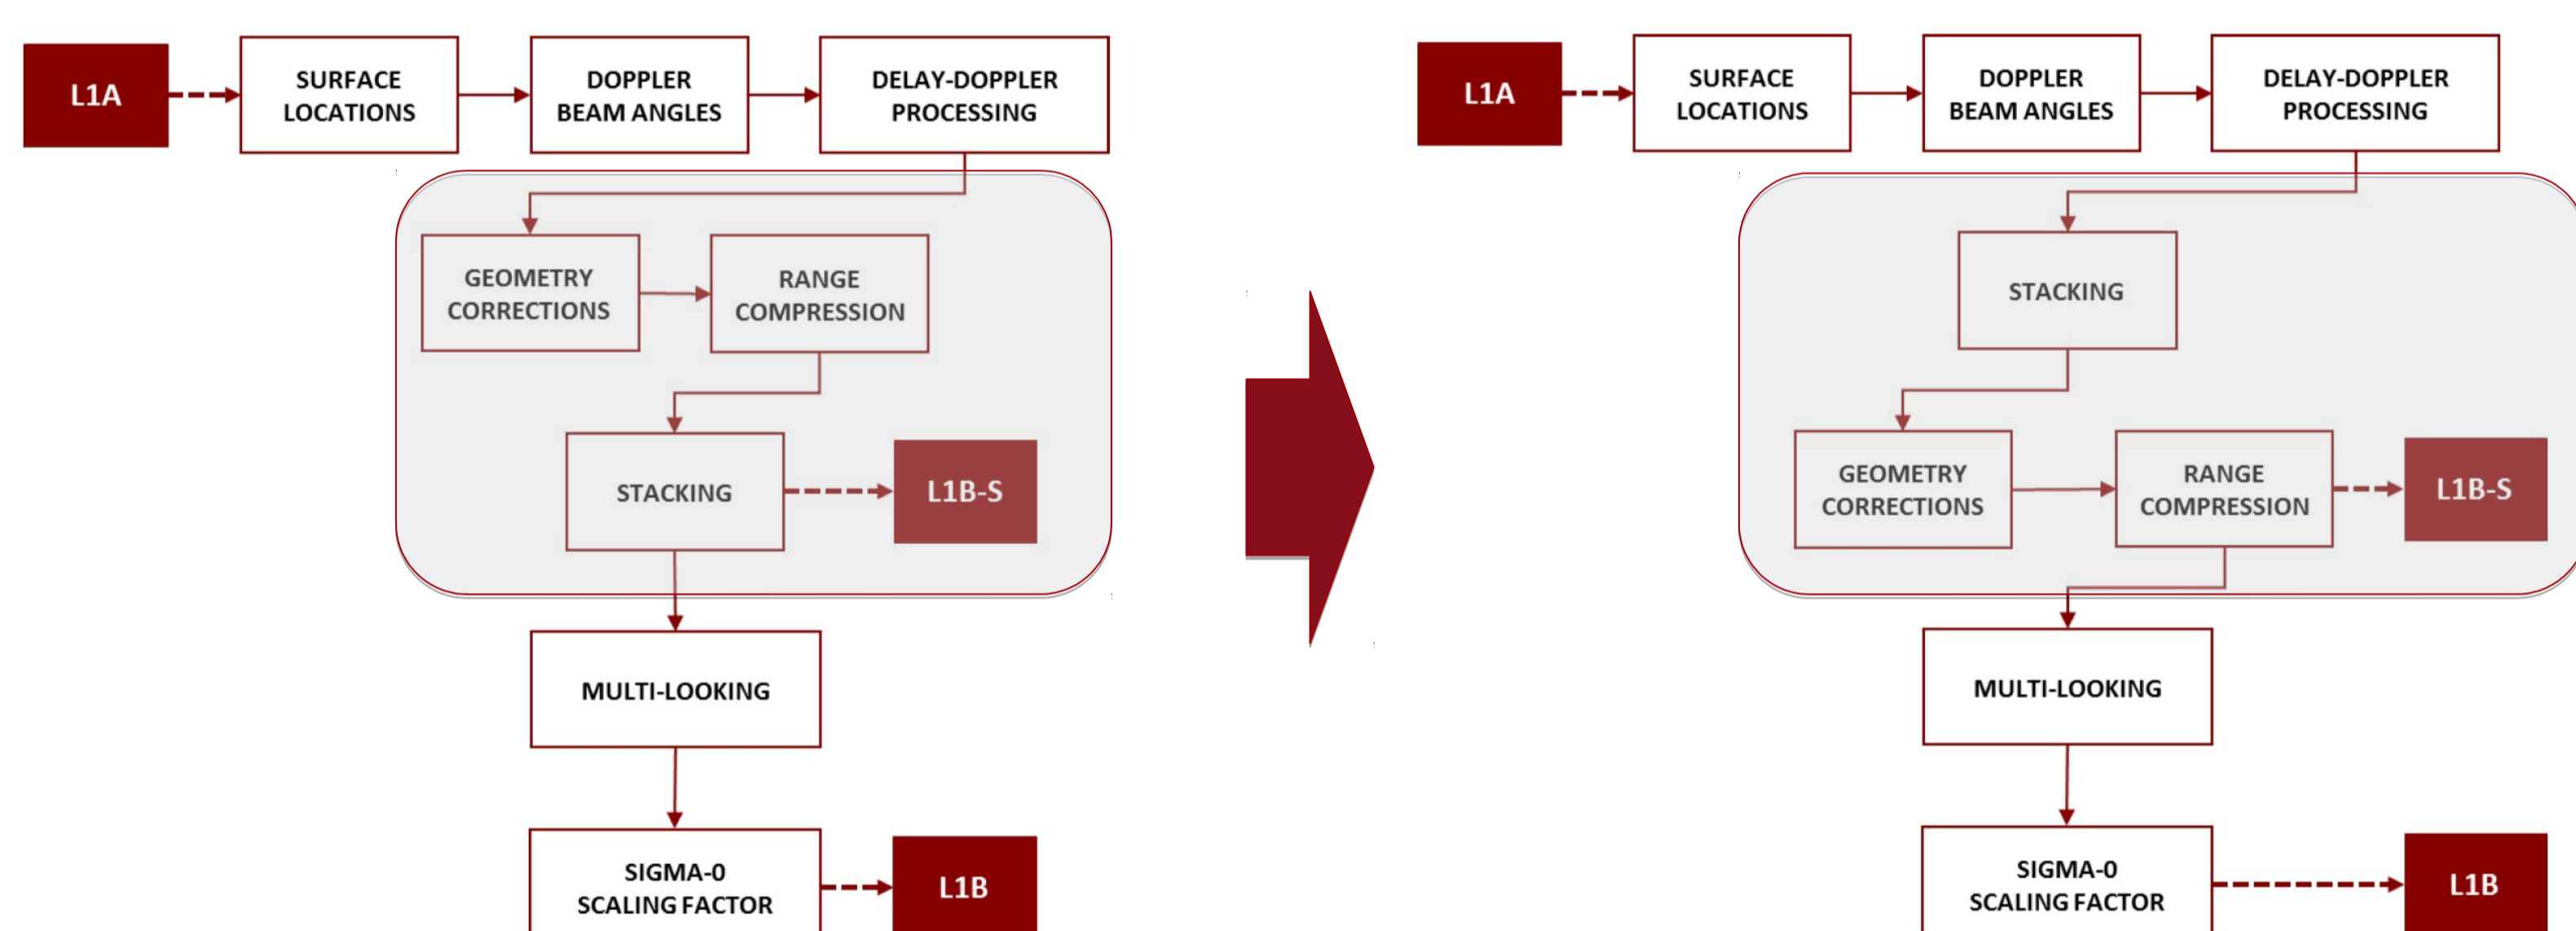 L1A
SURFACE
LOCATIONS
DOPPLER
BEAM ANGLES
DELAY-DOPPLER
PROCESSING
GEOMETRY
CORRECTIONS
RANGE
COMPRESSION
STACKING
L1B-S
MULTI-LOOKING
SIGMA-0
SCALING FACTOR
L1B
L1A
SURFACE
LOCATIONS
DOPPLER
BEAM ANGLES
DELAY-DOPPLER
PROCESSING
STACKING
GEOMETRY
CORRECTIONS
RANGE
COMPRESSION
L1B-S
MULTI-LOOKING
SIGMA-0
SCALING FACTOR
L1B